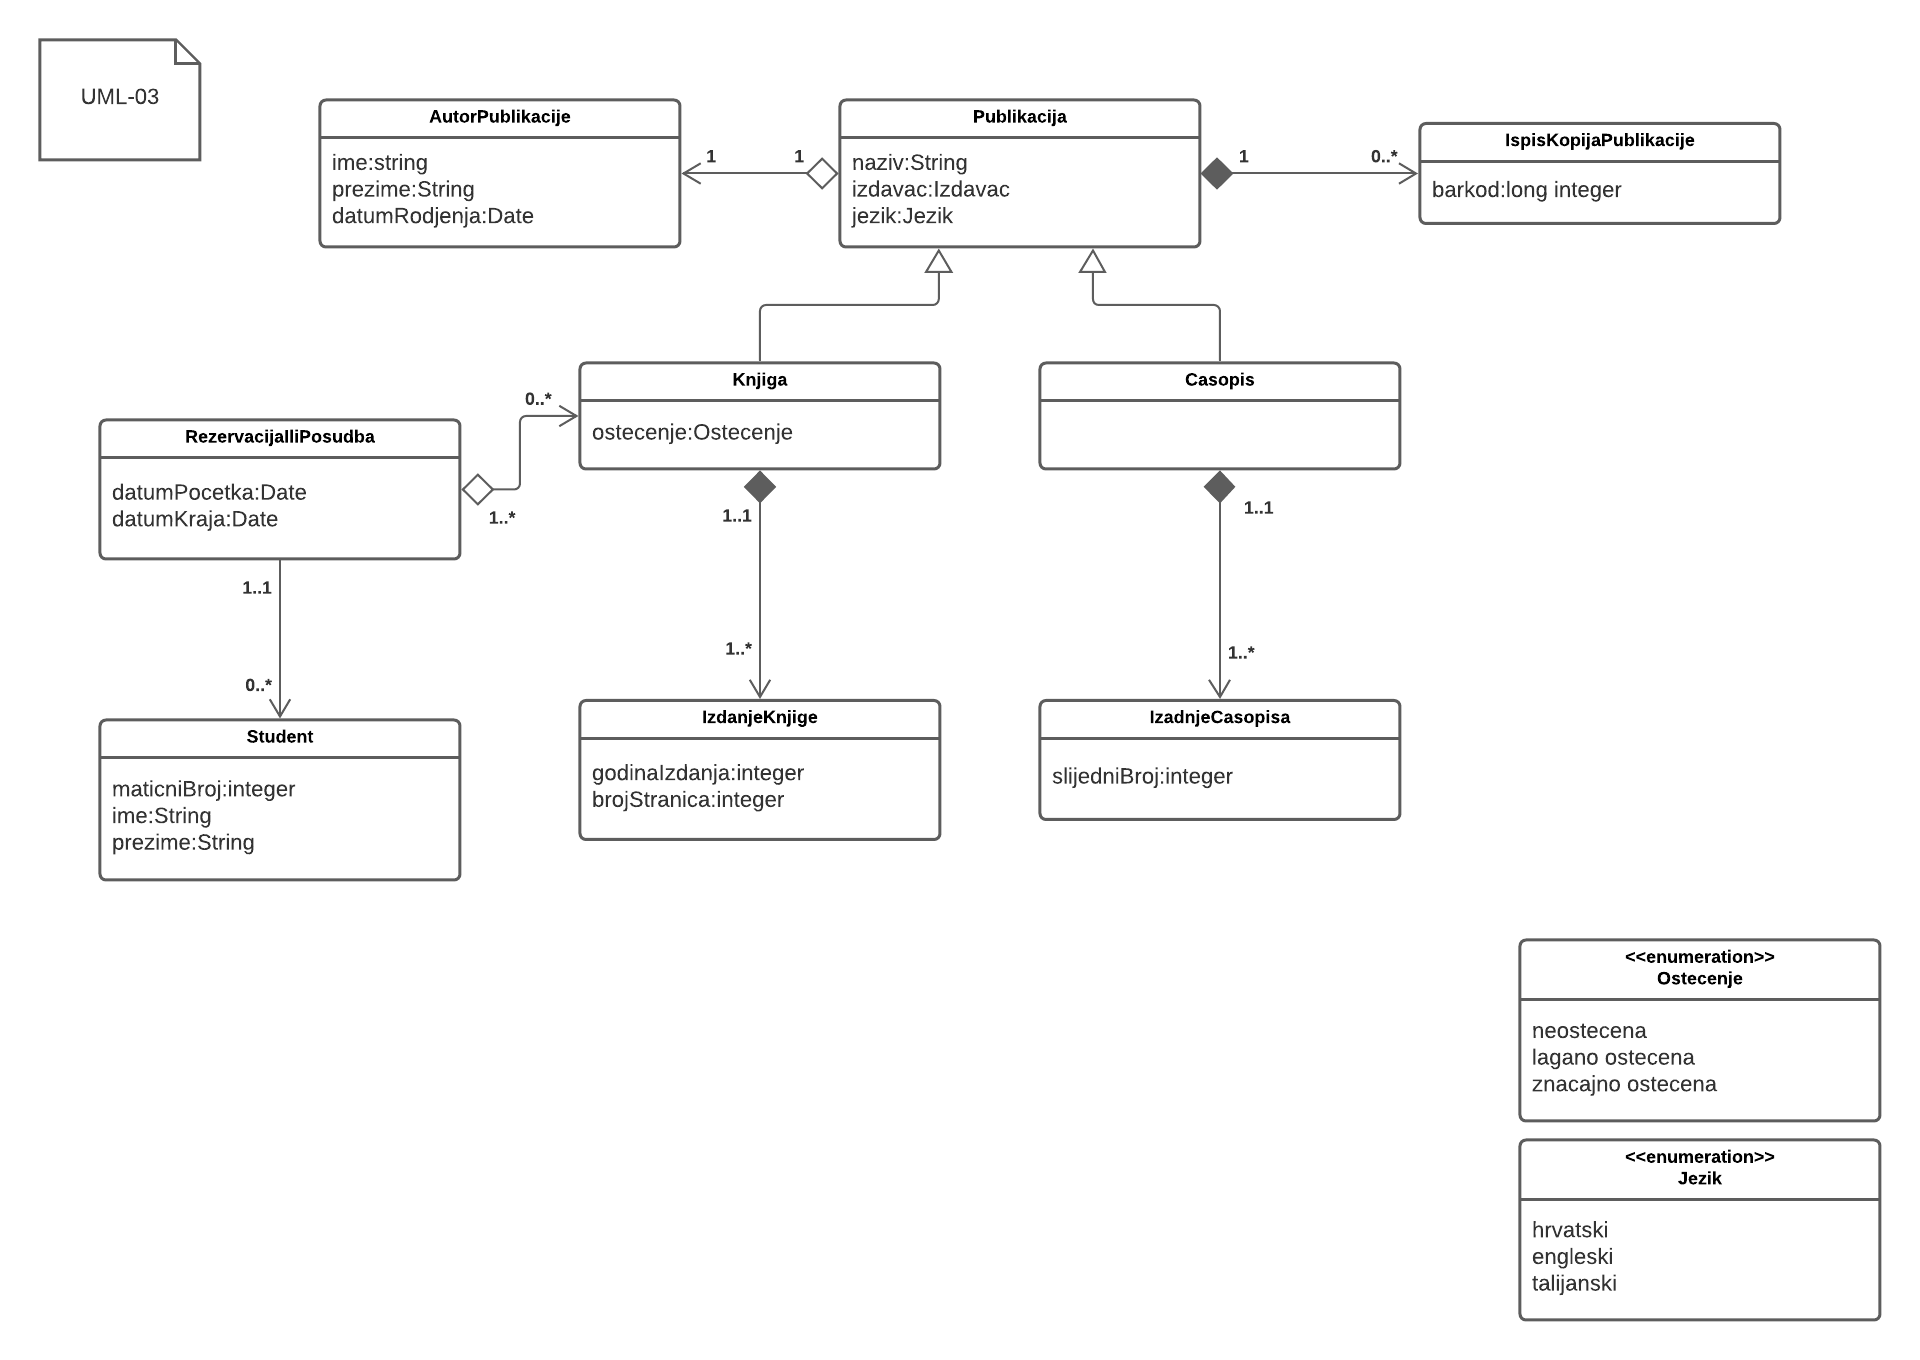 UML-03
AutorPublikacije
ime:string
prezime:String
datumRodjenja:Date
1
1
Publikacija
naziv:String
izdavac:Izdavac
jezik:Jezik
1
0..*
IspisKopijaPublikacije
barkod:long integer
RezervacijaIliPosudba
datumPocetka:Date
datumKraja:Date
0..*
1..*
Knjiga
ostecenje:Ostecenje
Casopis
1..1
0..*
1..1
1..*
1..1
1..*
Student
maticniBroj:integer
ime:String
prezime:String
IzdanjeKnjige
godinaIzdanja:integer
brojStranica:integer
IzadnjeCasopisa
slijedniBroj:integer
<<enumeration>>
Ostecenje
neostecena
lagano ostecena
znacajno ostecena
<<enumeration>>
Jezik
hrvatski
engleski
talijanski